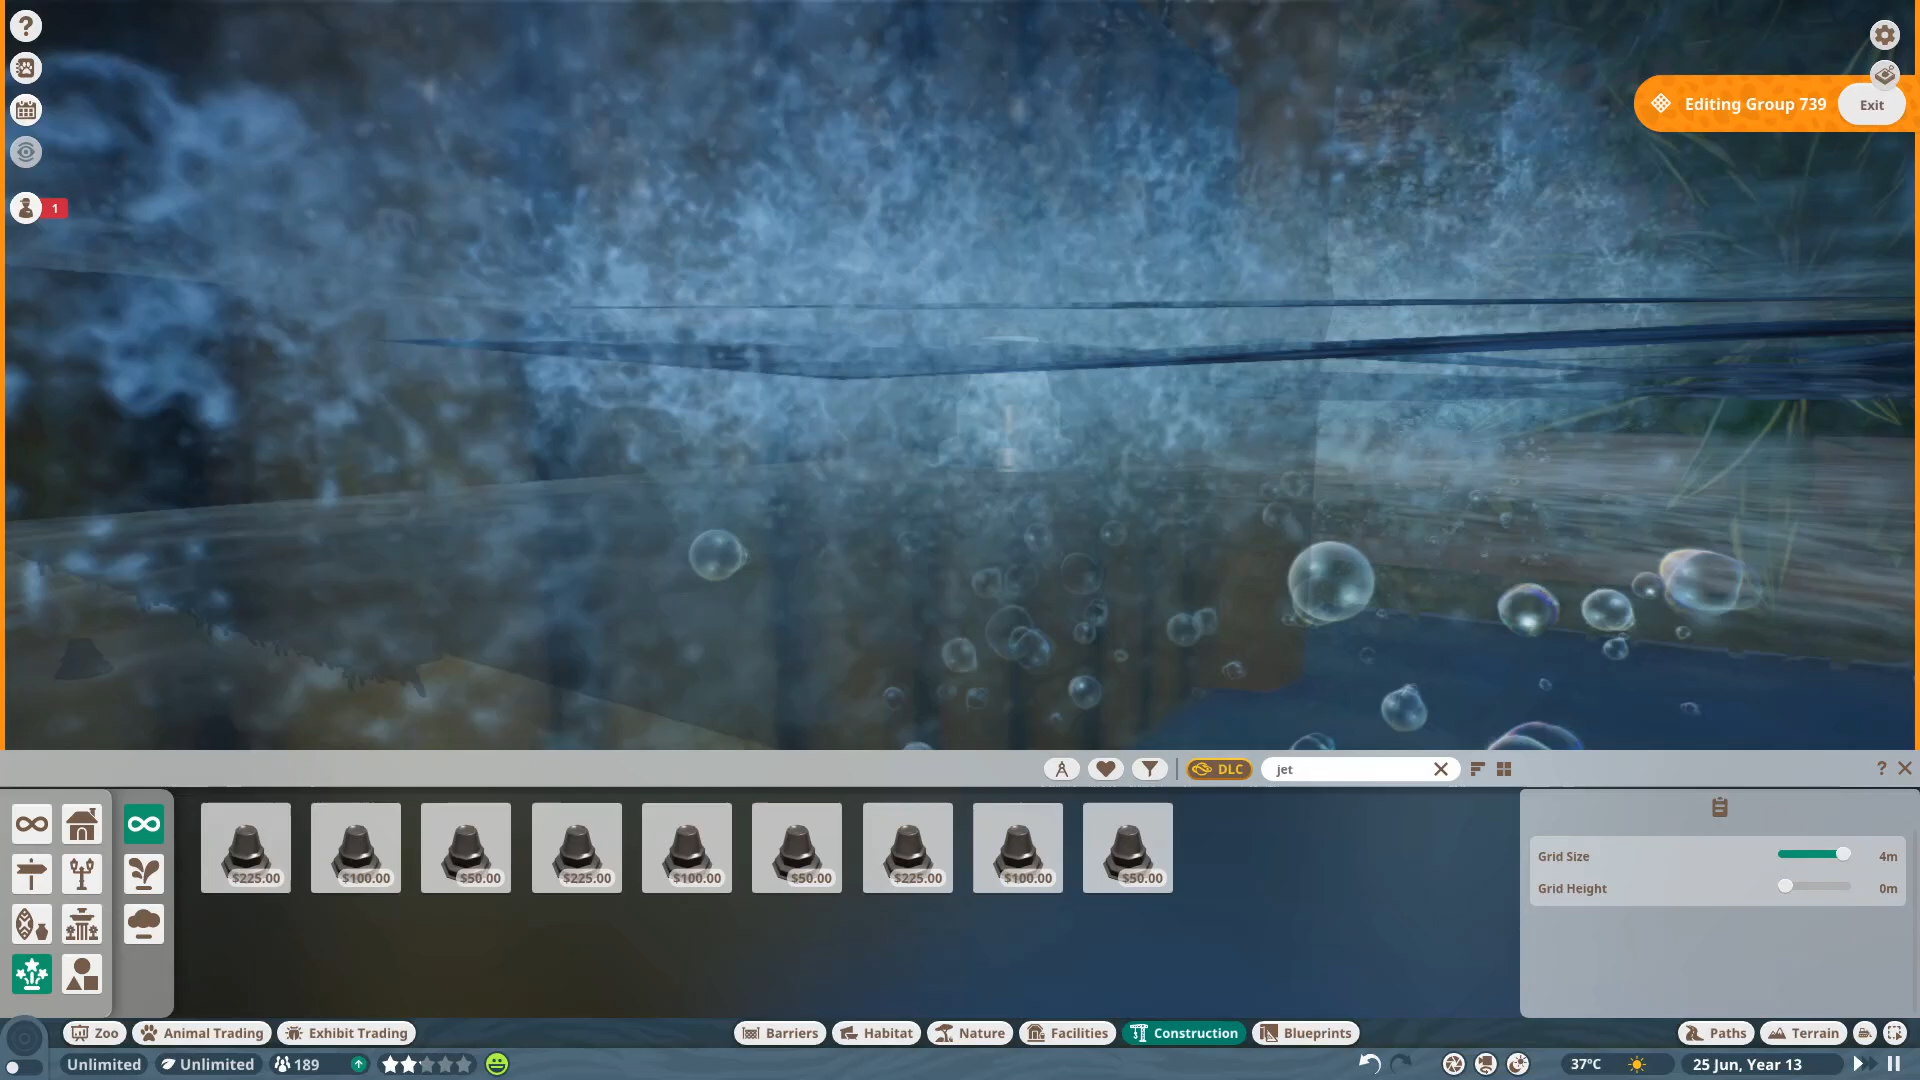 ?
Editing Group 739
Exit
1
DLC
jet
?
$225.00
$100.00
$50.00
$225.00
$100.00
$50.00
$225.00
$100.00
$50.00
Grid Size
4m
Grid Height
0m
Zoo
Animal Trading
Exhibit Trading
Barriers
Habitat
Nature
Facilities
Construction
Blueprints
Paths
Terrain
Unlimited
Unlimited
189
37°C
25 Jun, Year 13